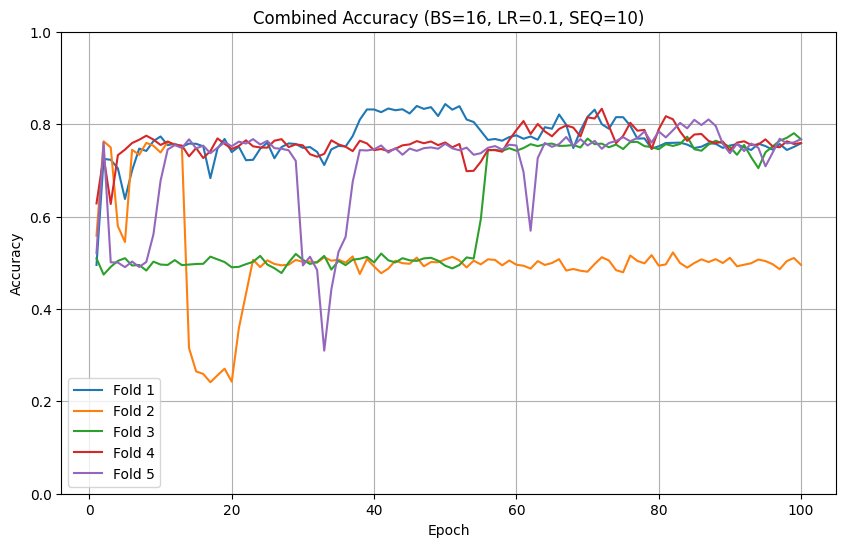 Combined Accuracy (BS=16, LR=0.1, SEQ=10)
1.0
0.8
0.6
0.4
0.2
0.0
Accuracy
Fold 1
Fold 2
Fold 3
Fold 4
Fold 5
0 20 40 60 80 100
Epoch